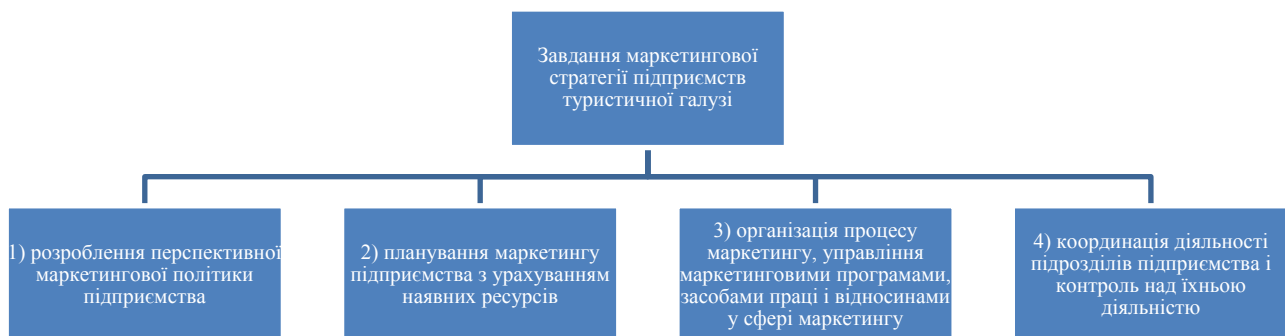 Завдання маркетингової
стратегії підприємств
туристичної галузі
1) розроблення перспективної
маркетингової політики
підприємства
2) планування маркетингу
підприємства з урахуванням
наявних ресурсів
3) організація процесу
маркетингу, управління
маркетинговими програмами,
засобами праці і відносинами
у сфері маркетингу
4) координація діяльності
підрозділів підприємства і
контроль над їхньою
діяльністю